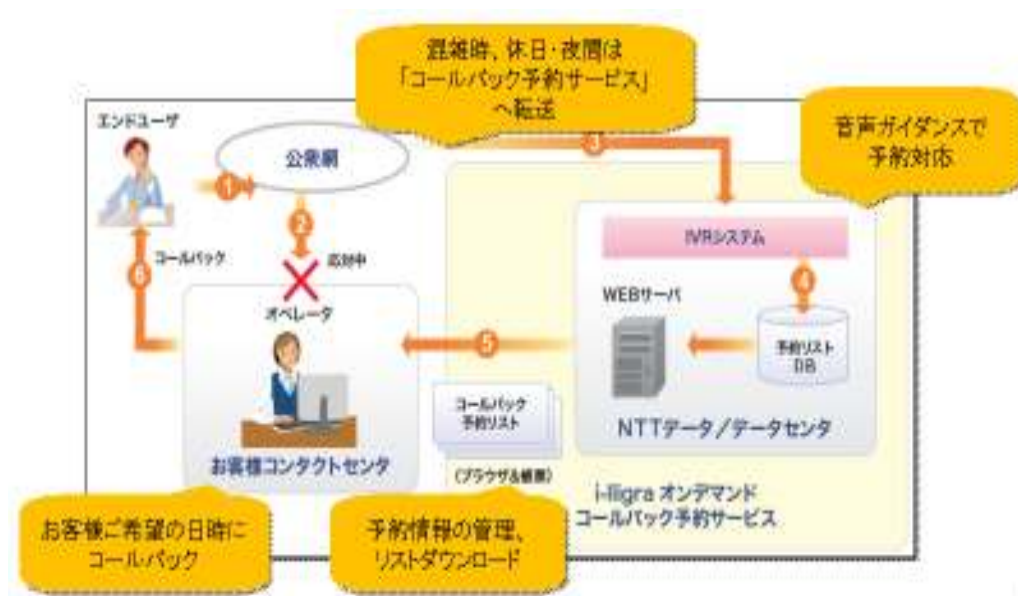 混雑時、休日・夜間は
「コールバック予約サービス」
へ転送
エンドユーザ
公衆網
音声ガイダンスで
予約対応
1
2
3
IVRシステム
コールバック
応対中
6
4
WEBサーバ
オペレータ
5
予約リスト
DB
コールバック
予約リスト
NTTデータ/データセンタ
お客様コンタクトセンタ
(ブラウザ&帳票)
i-lligra オンデマンド
コールバック予約サービス
お客様ご希望の日時に
コールバック
予約情報の管理、
リストダウンロード